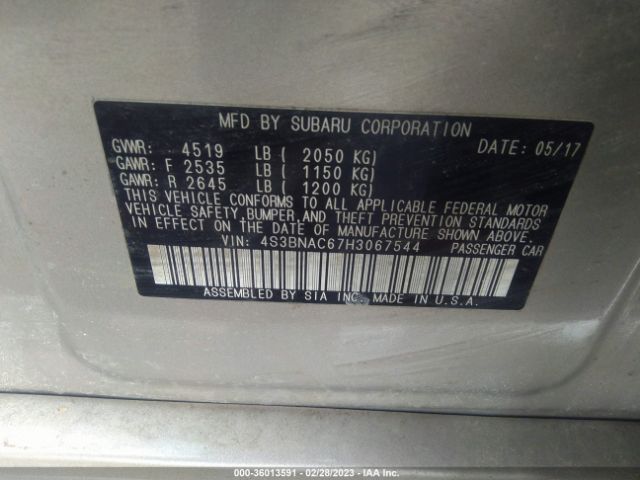 MFD BY SUBARU CORPORATION DATE: 05/17
GVWR: 4519 LB ( 2050 KG)
GAWR: F 2535 LB ( 1150 KG)
GAWR: R 2645 LB ( 1200 KG)
THIS VEHICLE CONFORMS TO ALL APPLICABLE FEDERAL MOTOR
VEHICLE SAFETY, BUMPER, AND THEFT PREVENTION STANDARDS
IN EFFECT ON THE DATE OF MANUFACTURE SHOWN ABOVE.
VIN: 4S3BNAC67H3067544 PASSENGER CAR
ASSEMBLED BY SIA INC. MADE IN U.S.A.
000-36013591 - 02/28/2023 - IAA Inc.